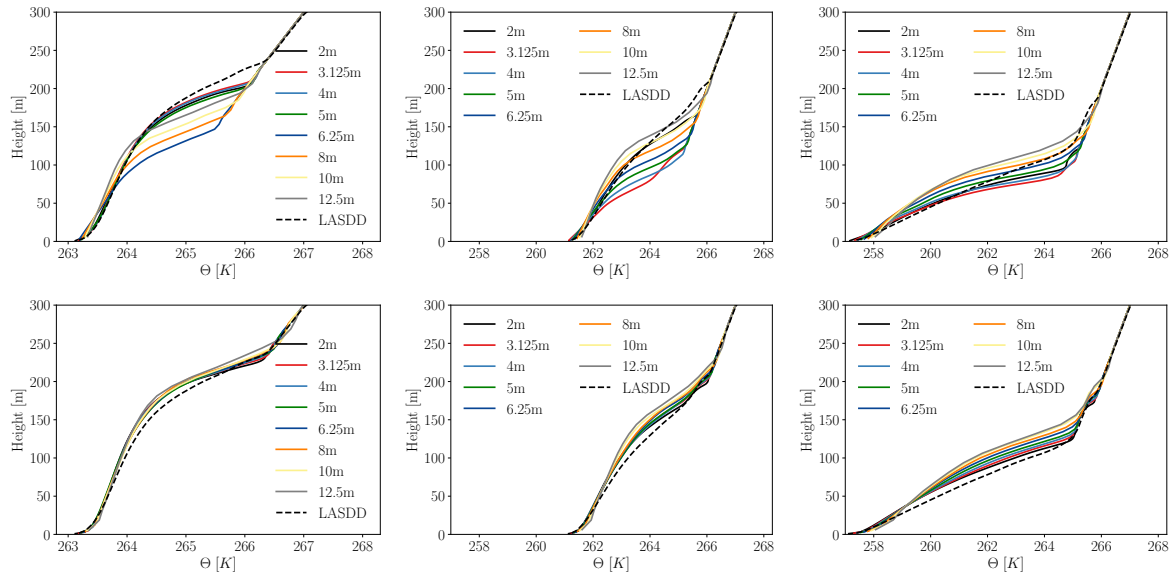 300
250
200
150
100
50
0
Height [m]
263
264
265
266
267
268
Θ [K]
2m
3.125m
4m
5m
6.25m
8m
10m
12.5m
LASDD
300
250
200
150
100
50
0
Height [m]
258
260
262
264
266
268
Θ [K]
2m
3.125m
4m
5m
6.25m
8m
10m
12.5m
LASDD
300
250
200
150
100
50
0
Height [m]
258
260
262
264
266
268
Θ [K]
2m
3.125m
4m
5m
6.25m
8m
10m
12.5m
LASDD
300
250
200
150
100
50
0
Height [m]
263
264
265
266
267
268
Θ [K]
2m
3.125m
4m
5m
6.25m
8m
10m
12.5m
LASDD
300
250
200
150
100
50
0
Height [m]
258
260
262
264
266
268
Θ [K]
2m
3.125m
4m
5m
6.25m
8m
10m
12.5m
LASDD
300
250
200
150
100
50
0
Height [m]
258
260
262
264
266
268
Θ [K]
2m
3.125m
4m
5m
6.25m
8m
10m
12.5m
LASDD